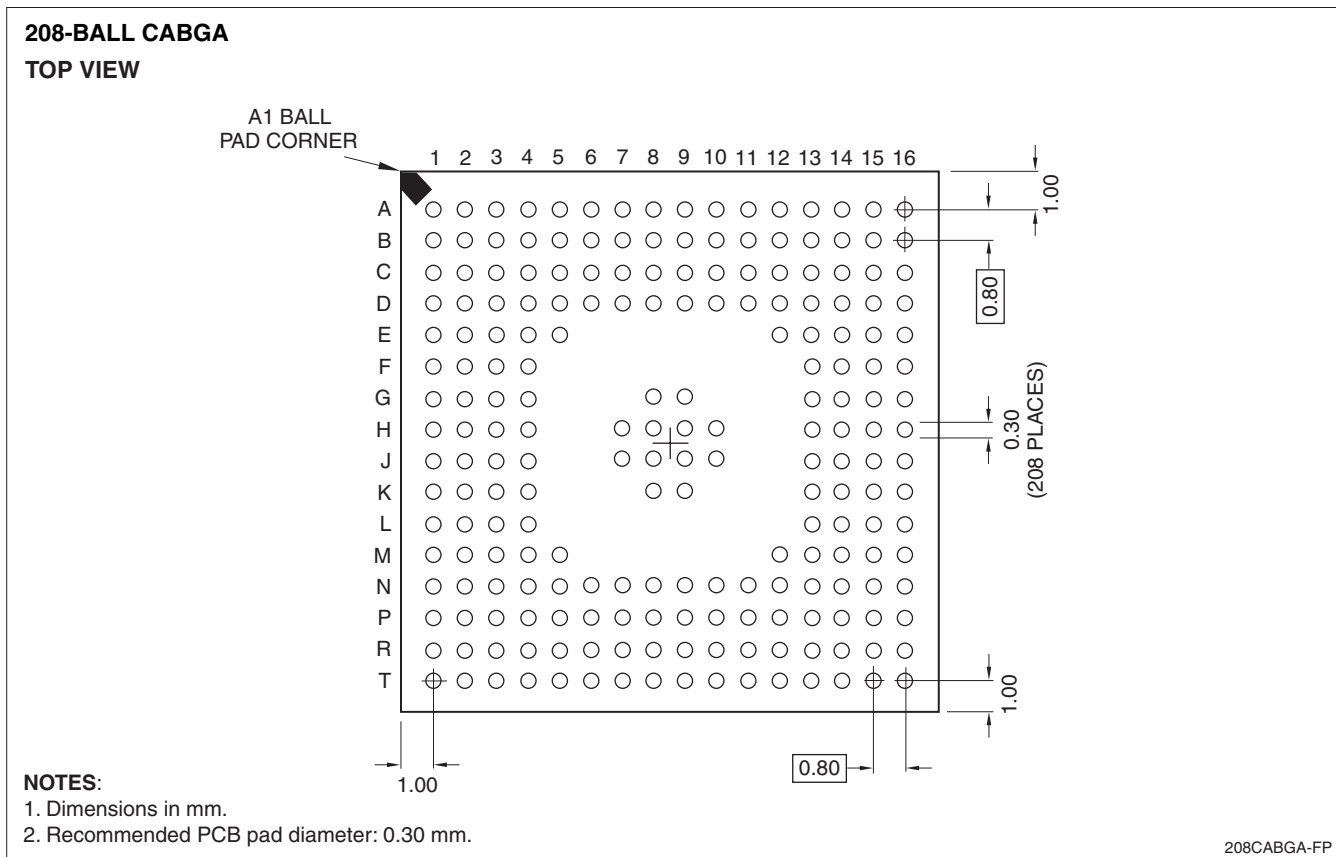 208-BALL CABGA
TOP VIEW
A1 BALL
PAD CORNER
1 2 3 4 5 6 7 8 9 10 11 12 13 14 15 16
A
B
C
D
E
F
G
H
J
K
L
M
N
P
R
T
1.00
0.80
0.30
(208 PLACES)
1.00
0.80
1.00
NOTES:
1. Dimensions in mm.
2. Recommended PCB pad diameter: 0.30 mm.
208CABGA-FP